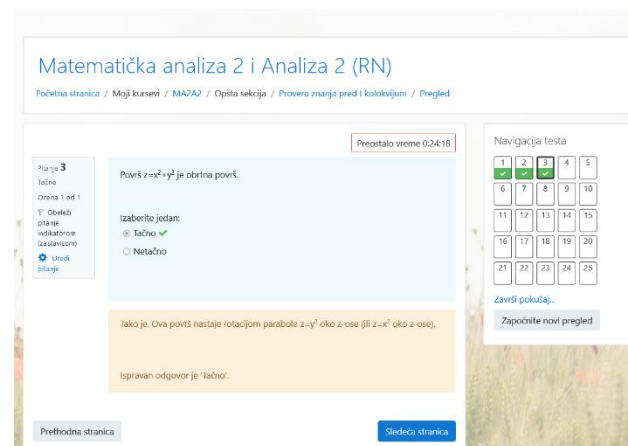 Matematička analiza 2 i Analiza 2 (RN)
Početna stranica / Moji kursevi / MA2A2 / Opšta sekcija / Provera znanja pred I kolokvijum / Pregled
Preostalo vreme 0:24:18
Pitanje 3
Tačno
Ocena 1 od 1
Obeleži
pitanje
indikatorom
(zastavicom)
Uredi
pitanje
Površ z=x²+y² je obrtna površ.
Izaberite jedan:
Tačno
Netačno
Tako je. Ova površ nastaje rotacijom parabole z=y² oko z-ose (ili z=x² oko z-ose).
Ispravan odgovor je 'Tačno'.
Prethodna stranica
Sledeća stranica
Navigacija testa
1 2 3 4 5
6 7 8 9 10
11 12 13 14 15
16 17 18 19 20
21 22 23 24 25
Završi pokušaj...
Započnite novi pregled